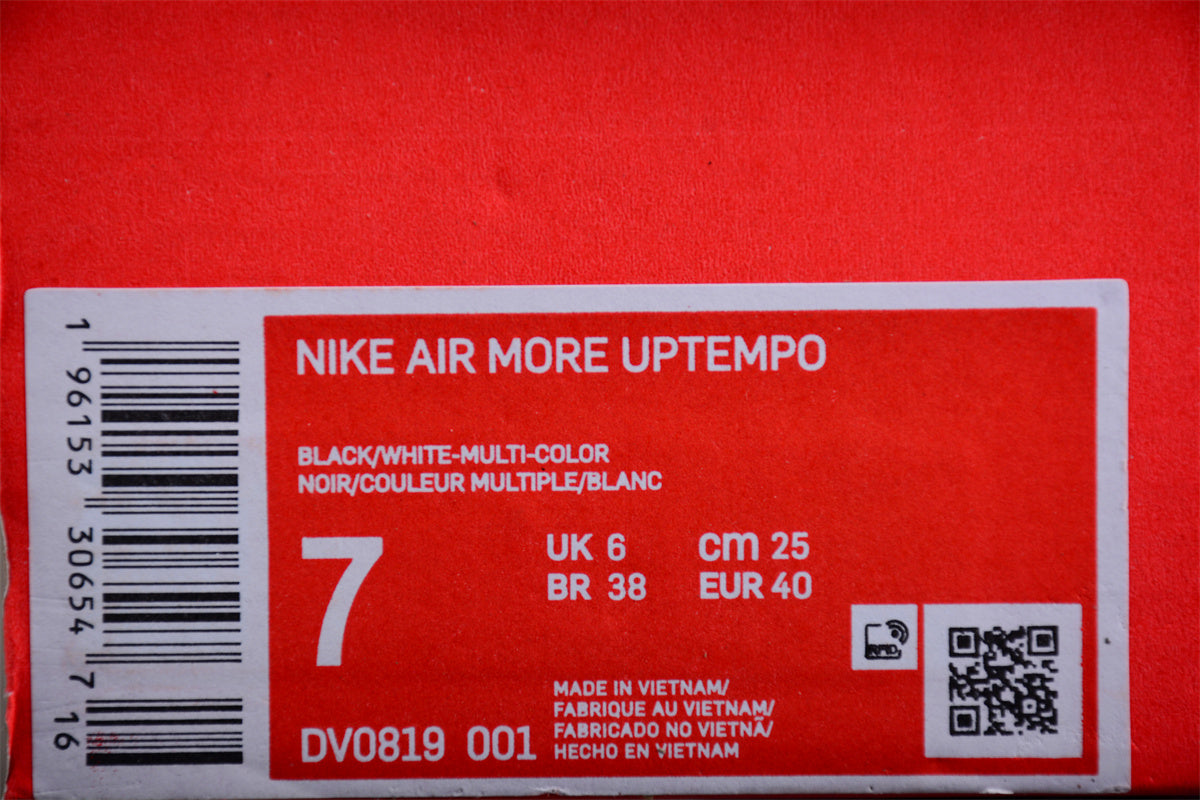 NIKE AIR MORE UPTEMPO
BLACK/WHITE-MULTI-COLOR
NOIR/COULEUR MULTIPLE/BLANC
7
UK 6 cm 25
BR 38 EUR 40
RFID
DV0819 001
MADE IN VIETNAM/
FABRIQUE AU VIETNAM/
FABRICADO NO VIETNÃ/
HECHO EN VIETNAM
1 96153 30654 7 16